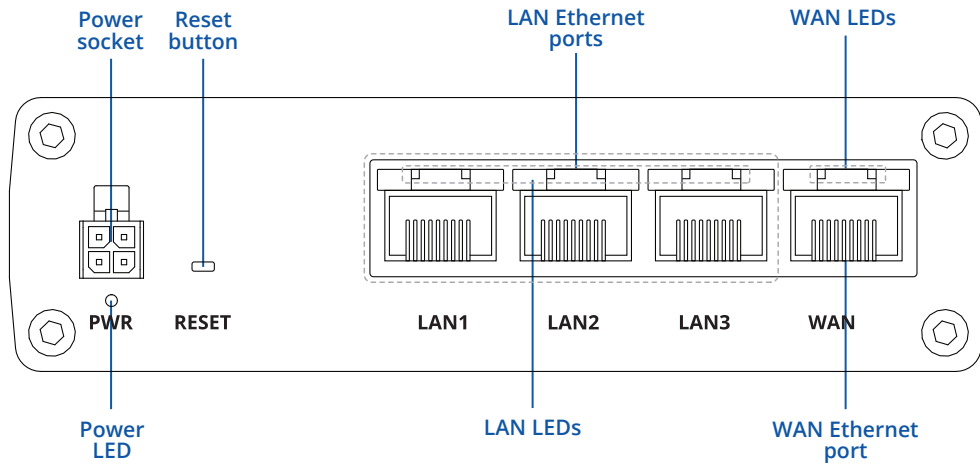 Power
socket
Reset
button
LAN Ethernet
ports
WAN LEDs
PWR
RESET
LAN1
LAN2
LAN3
WAN
Power
LED
LAN LEDs
WAN Ethernet
port